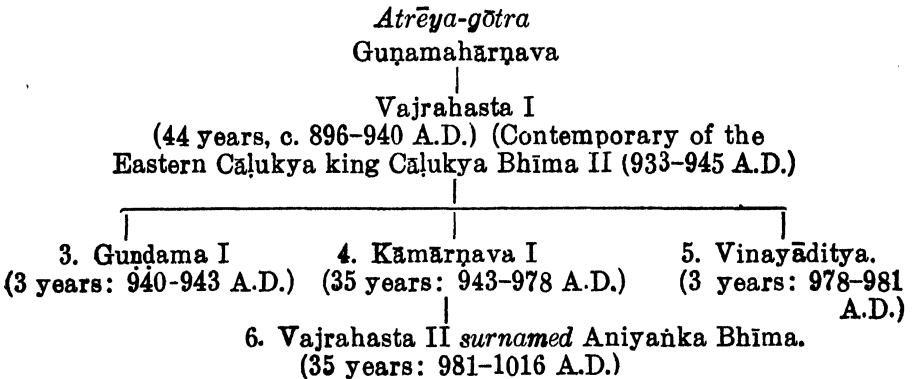 Atrēya-gōtra
Guṇamahārṇava
Vajrahasta I
(44 years, c. 896–940 A.D.) (Contemporary of the
Eastern Cāḷukya king Cāḷukya Bhīma II (933–945 A.D.)
3. Guṇḍama I 4. Kāmārṇava I 5. Vinayāditya.
(3 years: 940-943 A.D.) (35 years: 943–978 A.D.) (3 years: 978–981
A.D.)
6. Vajrahasta II surnamed Aniyaṅka Bhīma.
(35 years: 981–1016 A.D.)